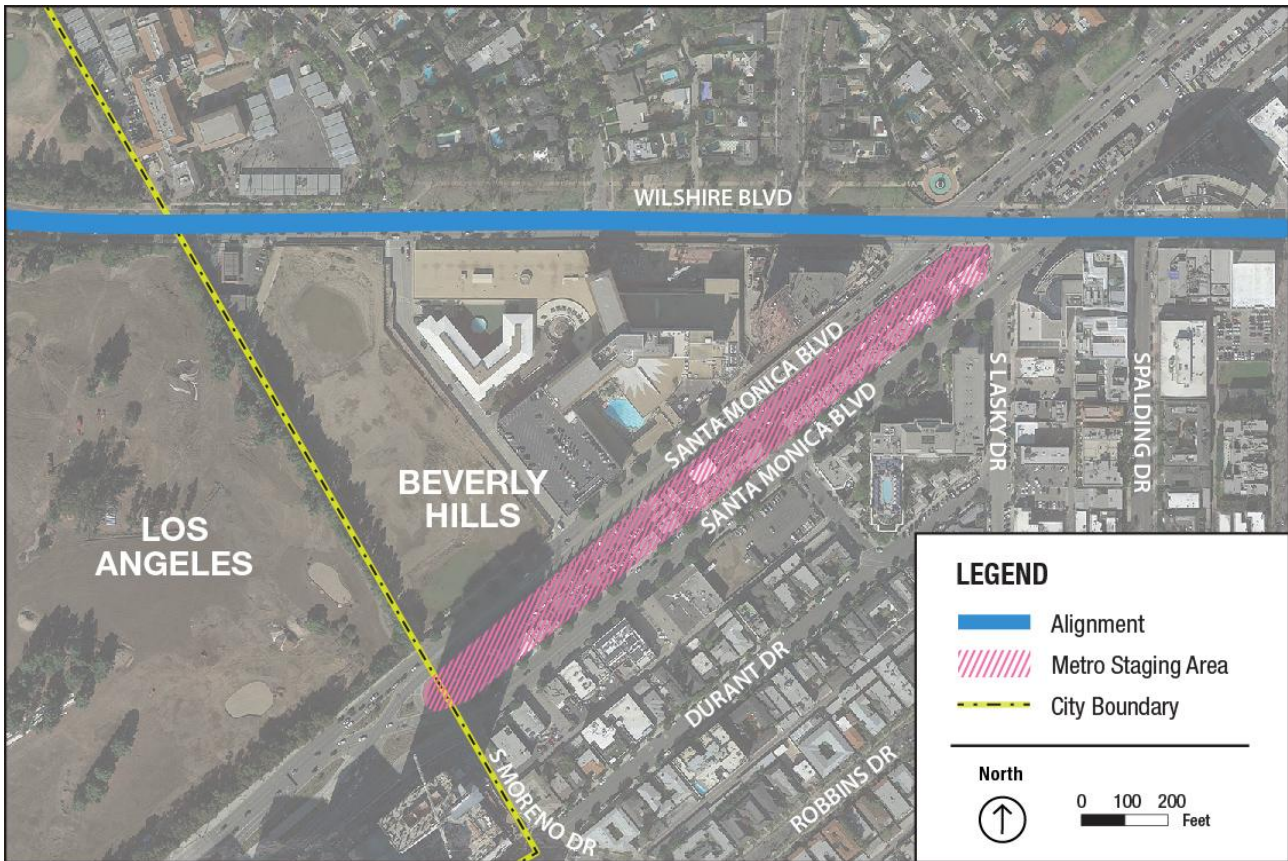 WILSHIRE BLVD
SANTA MONICA BLVD
SANTA MONICA BLVD
S LASKY DR
SPALDING DR
BEVERLY
HILLS
LOS
ANGELES
DURANT DR
S MORENO DR
ROBBINS DR
LEGEND
Alignment
Metro Staging Area
City Boundary
North
0 100 200
Feet